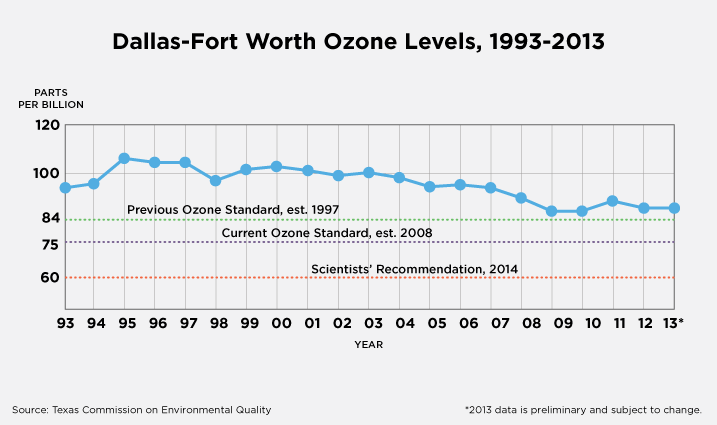 Dallas-Fort Worth Ozone Levels, 1993-2013
PARTS
PER BILLION
120
100
84
75
60
Previous Ozone Standard, est. 1997
Current Ozone Standard, est. 2008
Scientists' Recommendation, 2014
93 94 95 96 97 98 99 00 01 02 03 04 05 06 07 08 09 10 11 12 13*
YEAR
Source: Texas Commission on Environmental Quality
*2013 data is preliminary and subject to change.